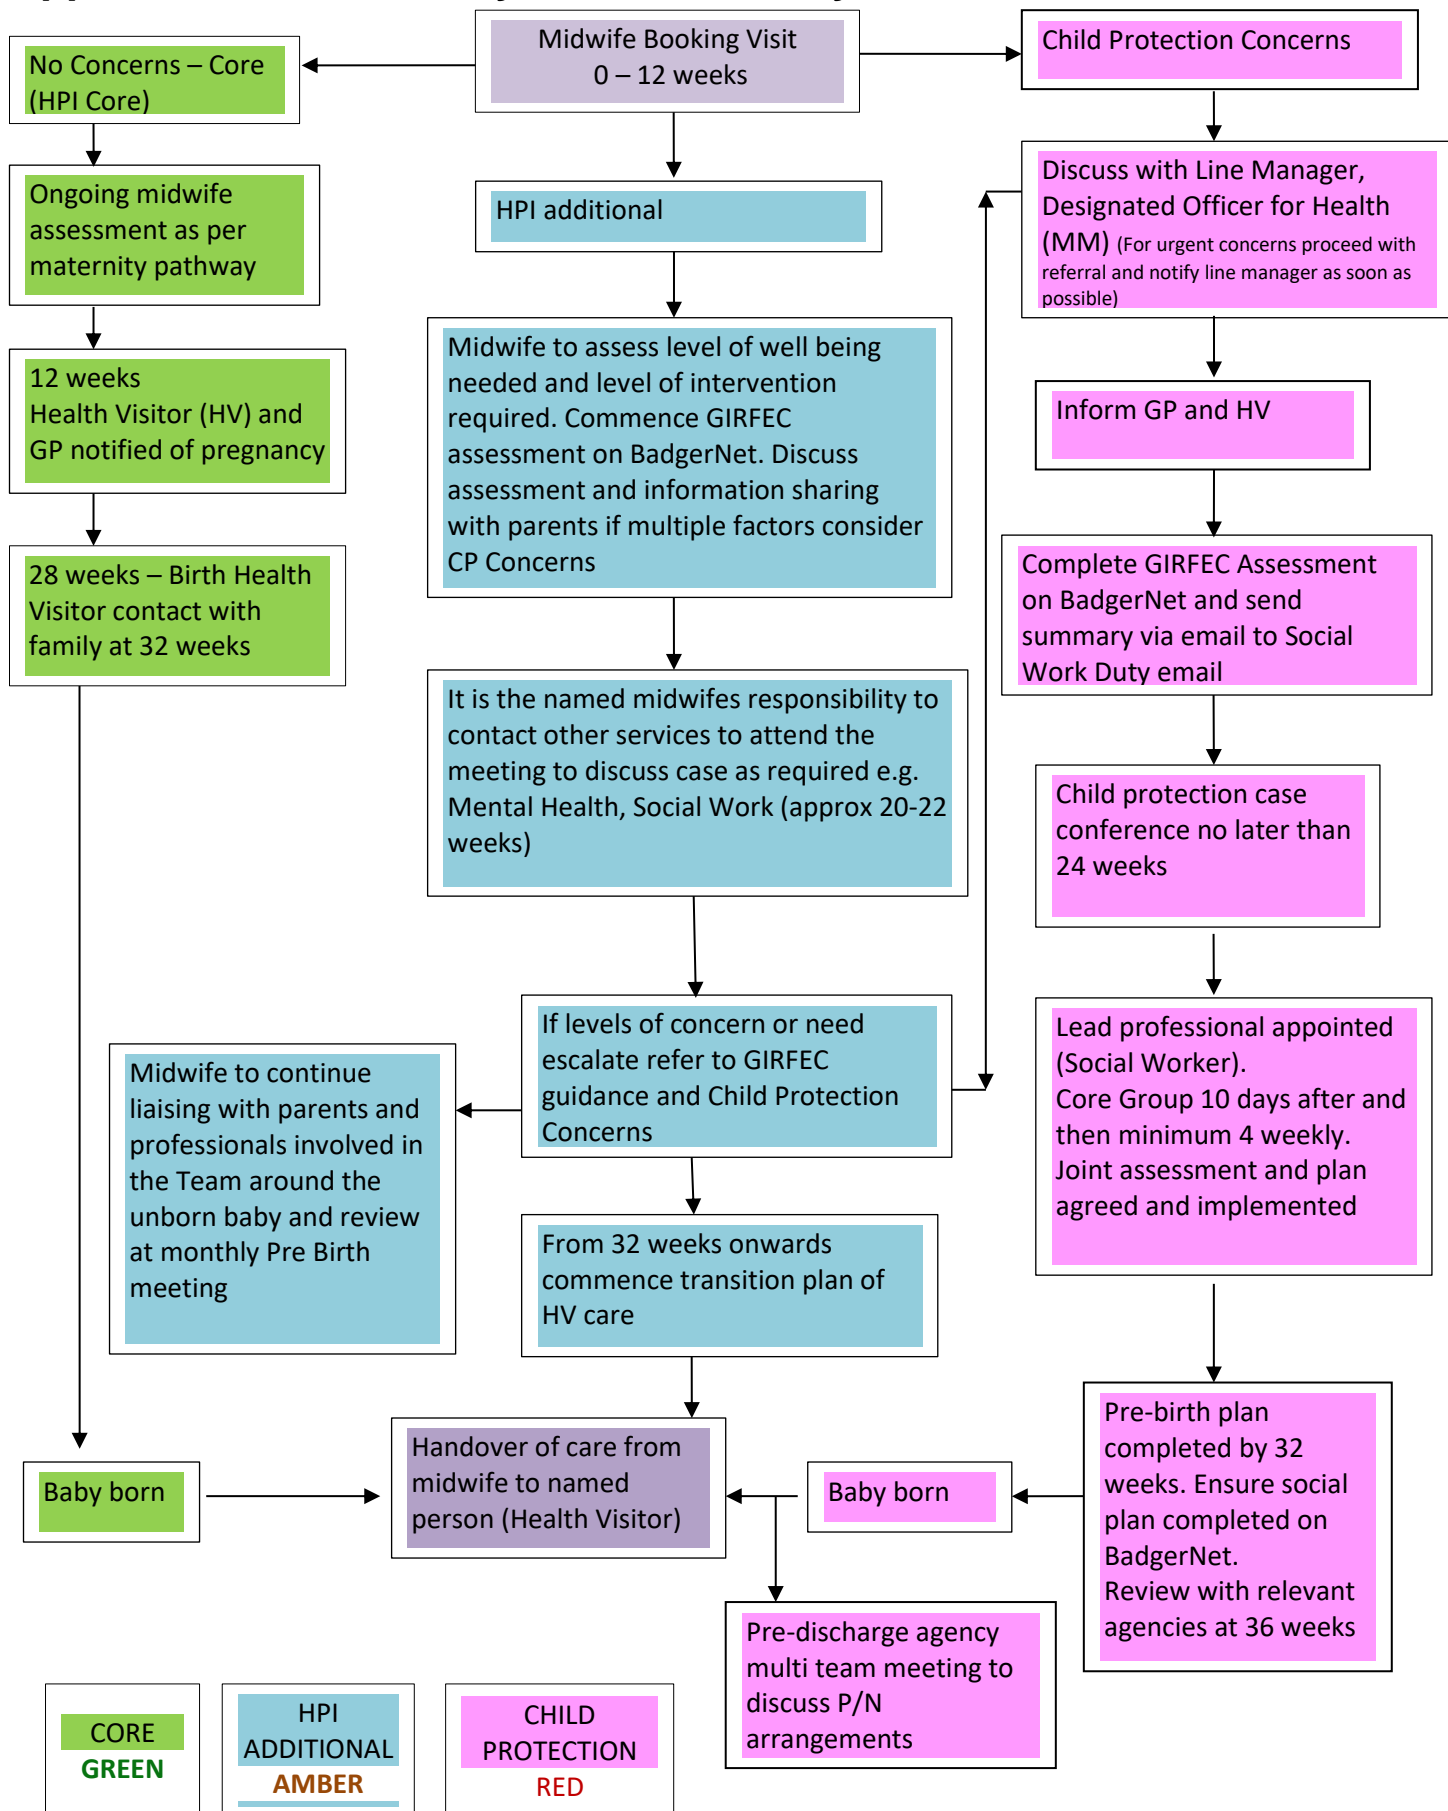 Midwife Booking Visit
0 – 12 weeks
No Concerns – Core
(HPI Core)
Ongoing midwife
assessment as per
maternity pathway
12 weeks
Health Visitor (HV) and
GP notified of pregnancy
28 weeks – Birth Health
Visitor contact with
family at 32 weeks
Baby born
HPI additional
Midwife to assess level of well being
needed and level of intervention
required. Commence GIRFEC
assessment on BadgerNet. Discuss
assessment and information sharing
with parents if multiple factors consider
CP Concerns
It is the named midwifes responsibility to
contact other services to attend the
meeting to discuss case as required e.g.
Mental Health, Social Work (approx 20-22
weeks)
If levels of concern or need
escalate refer to GIRFEC
guidance and Child Protection
Concerns
Midwife to continue
liaising with parents and
professionals involved in
the Team around the
unborn baby and review
at monthly Pre Birth
meeting
From 32 weeks onwards
commence transition plan of
HV care
Handover of care from
midwife to named
person (Health Visitor)
Child Protection Concerns
Discuss with Line Manager,
Designated Officer for Health
(MM) (For urgent concerns proceed with
referral and notify line manager as soon as
possible)
Inform GP and HV
Complete GIRFEC Assessment
on BadgerNet and send
summary via email to Social
Work Duty email
Child protection case
conference no later than
24 weeks
Lead professional appointed
(Social Worker).
Core Group 10 days after and
then minimum 4 weekly.
Joint assessment and plan
agreed and implemented
Pre-birth plan
completed by 32
weeks. Ensure social
plan completed on
BadgerNet.
Review with relevant
agencies at 36 weeks
Baby born
Pre-discharge agency
multi team meeting to
discuss P/N
arrangements
CORE
GREEN
HPI
ADDITIONAL
AMBER
CHILD
PROTECTION
RED